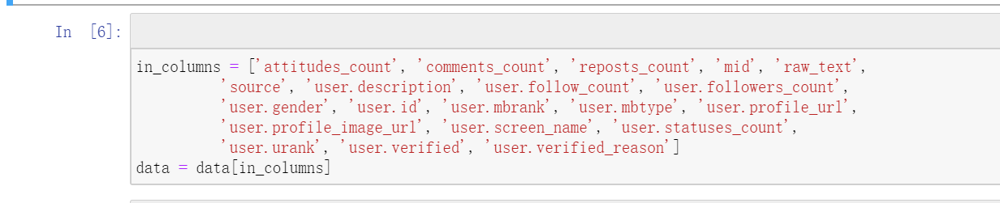 In [6]:
in_columns = ['attitudes_count', 'comments_count', 'reposts_count', 'mid', 'raw_text',
'source', 'user.description', 'user.follow_count', 'user.followers_count',
'user.gender', 'user.id', 'user.mbrank', 'user.mbtype', 'user.profile_url',
'user.profile_image_url', 'user.screen_name', 'user.statuses_count',
'user.urank', 'user.verified', 'user.verified_reason']
data = data[in_columns]